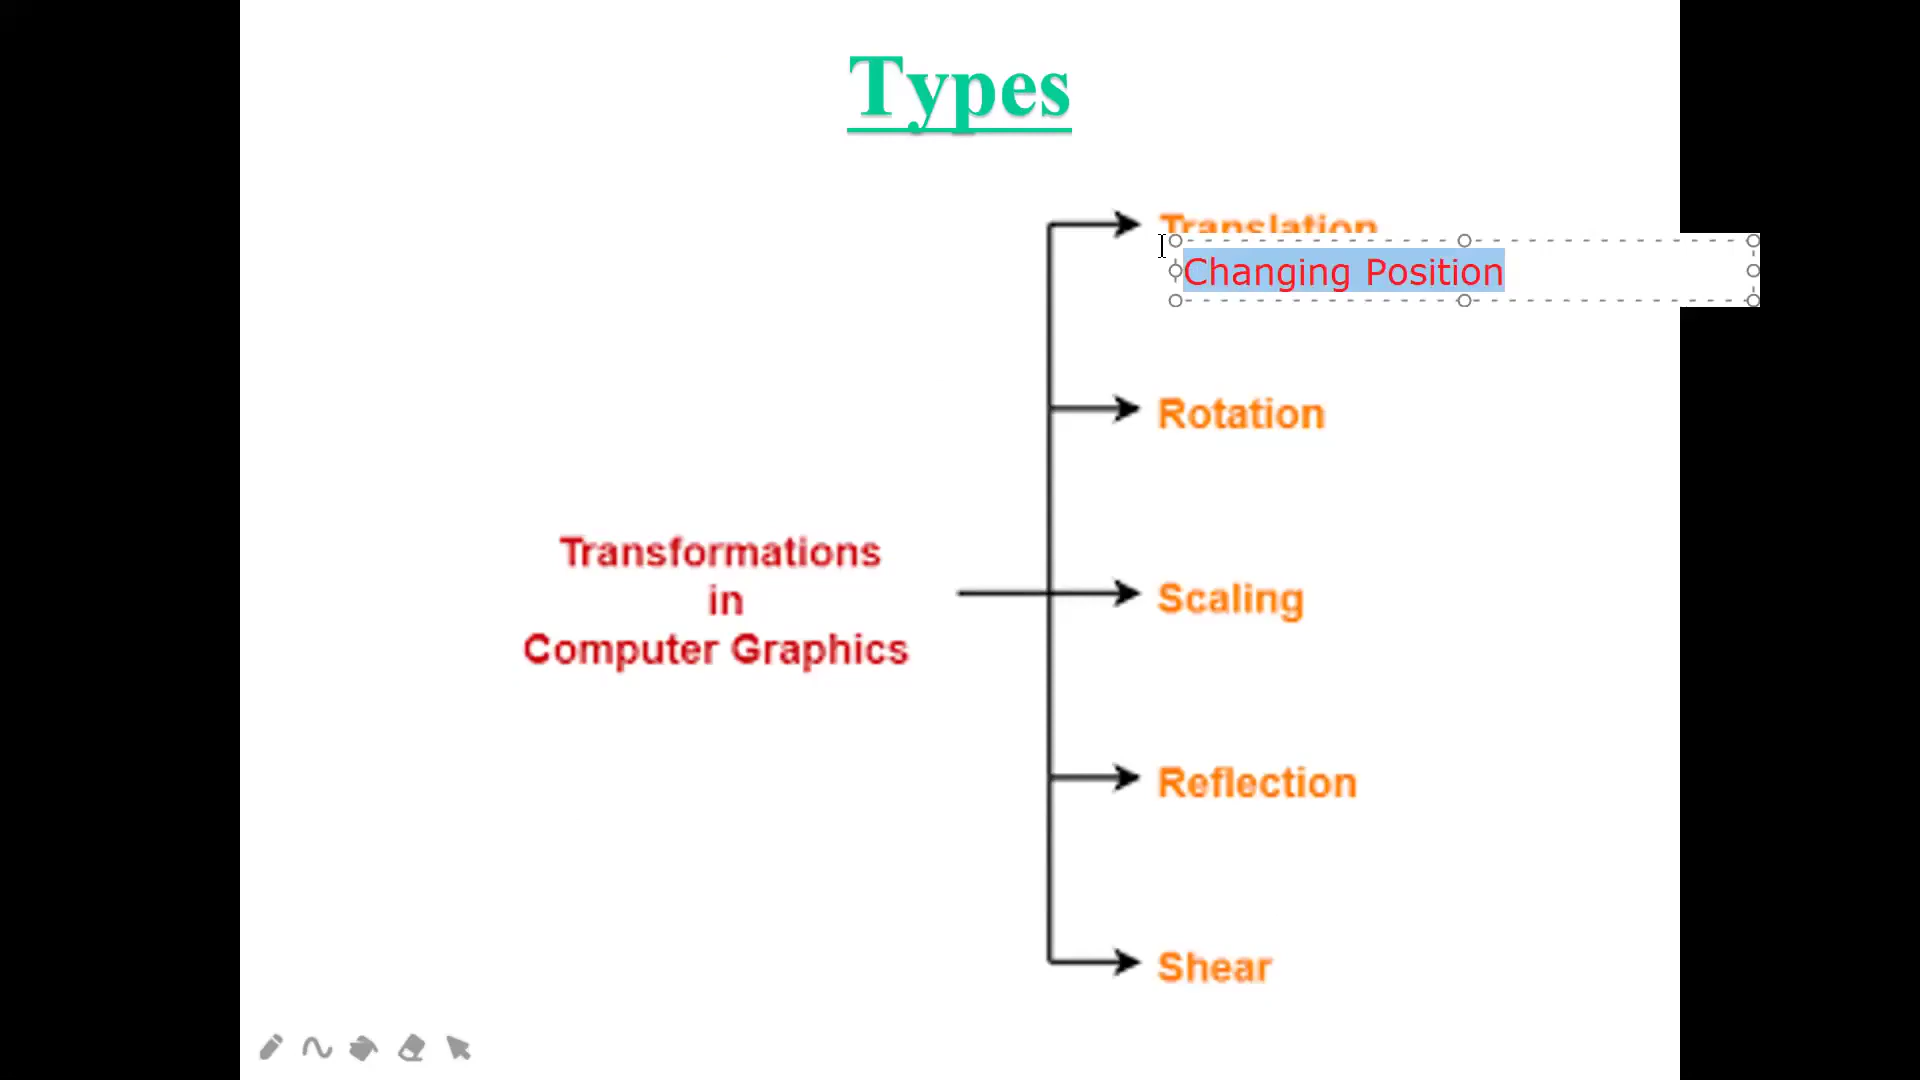 Types
Translation
Changing Position
Rotation
Transformations
in
Computer Graphics
Scaling
Reflection
Shear